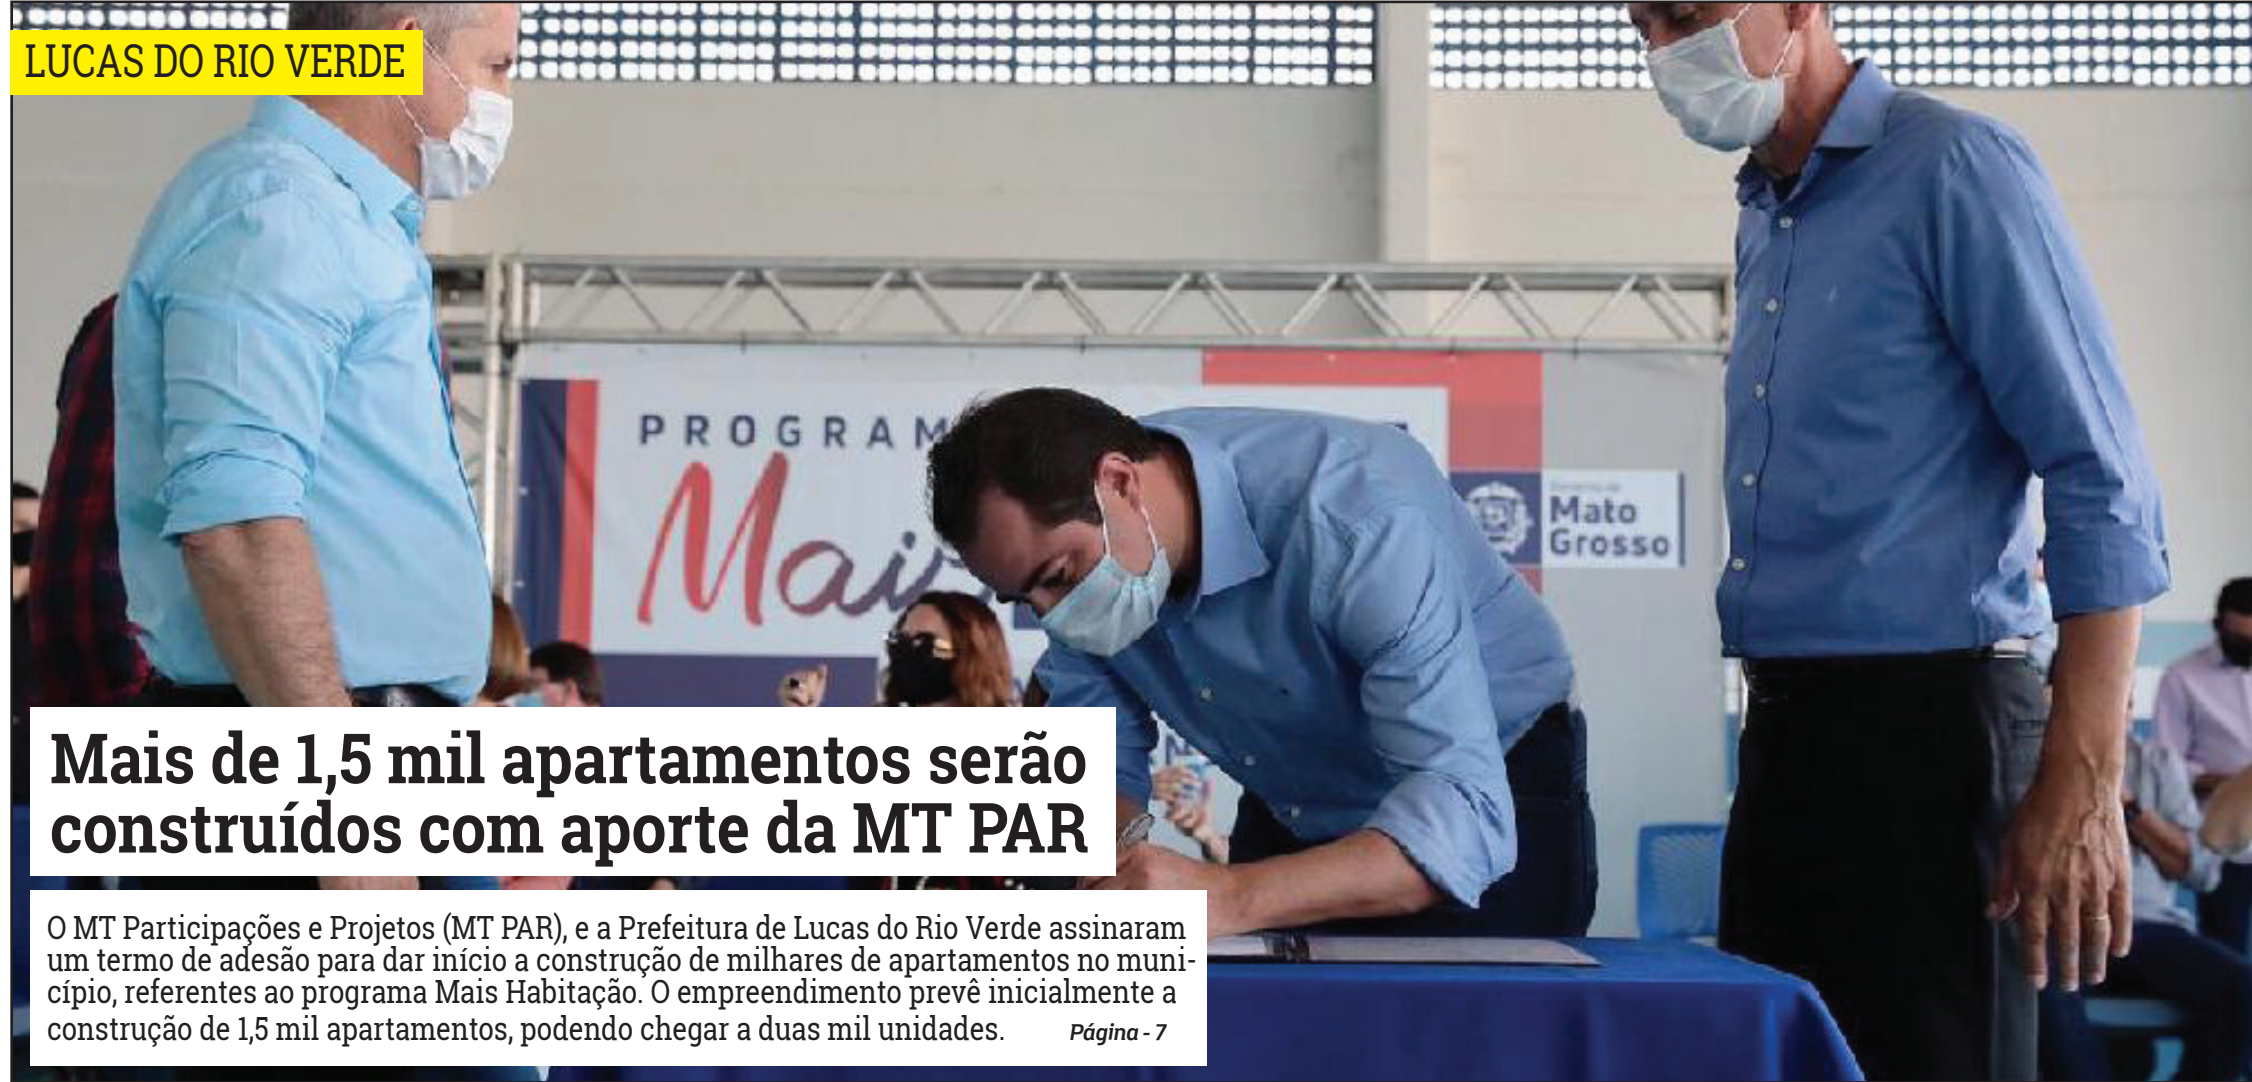 LUCAS DO RIO VERDE
PROGRAM
Mais
Mato
Grosso
Mais de 1,5 mil apartamentos serão
construídos com aporte da MT PAR
O MT Participações e Projetos (MT PAR), e a Prefeitura de Lucas do Rio Verde assinaram
um termo de adesão para dar início a construção de milhares de apartamentos no muni-
cípio, referentes ao programa Mais Habitação. O empreendimento prevê inicialmente a
construção de 1,5 mil apartamentos, podendo chegar a duas mil unidades. Página - 7